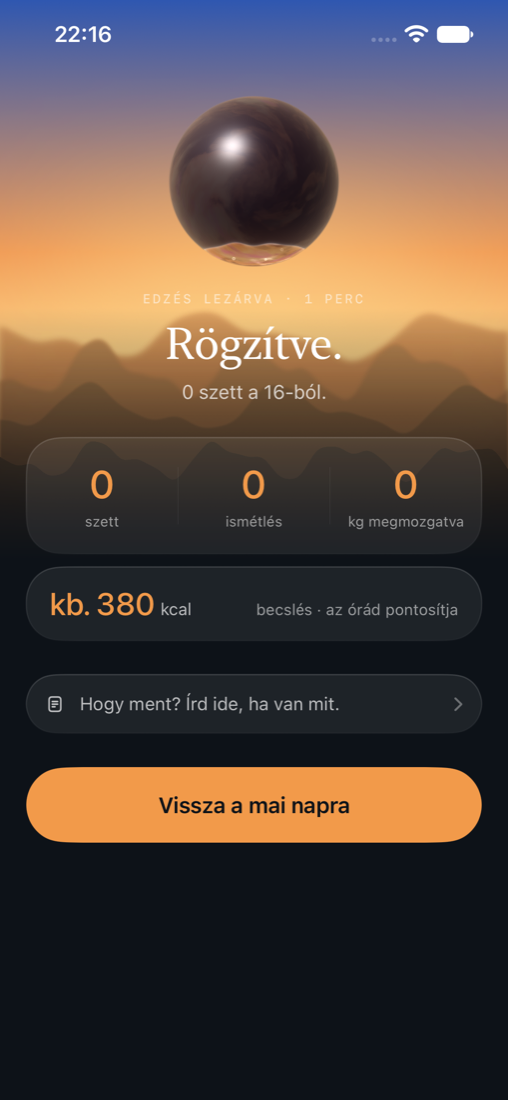 22:16
EDZÉS LEZÁRVA · 1 PERC
Rögzítve.
0 szett a 16-ból.
0 0 0
szett ismétlés kg megmozgatva
kb. 380 kcal becslés · az órád pontosítja
Hogy ment? Írd ide, ha van mit.
Vissza a mai napra